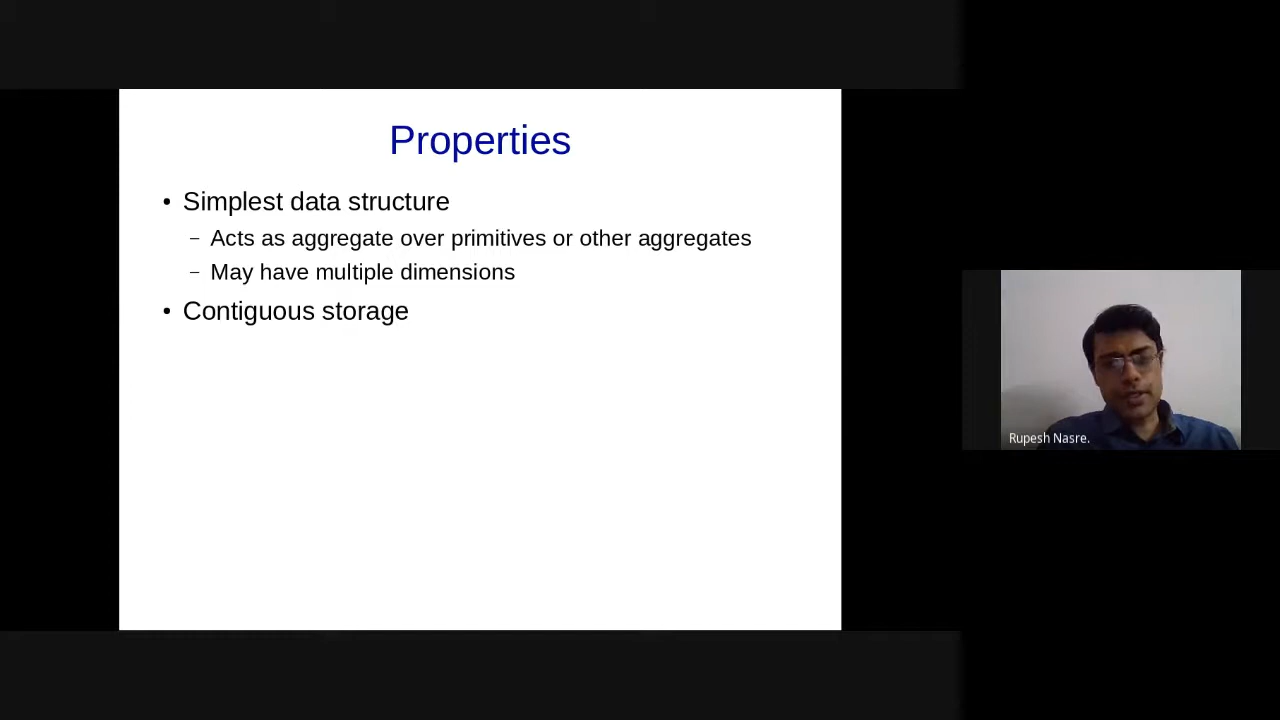 Properties
• Simplest data structure
– Acts as aggregate over primitives or other aggregates
– May have multiple dimensions
• Contiguous storage
Rupesh Nasre.